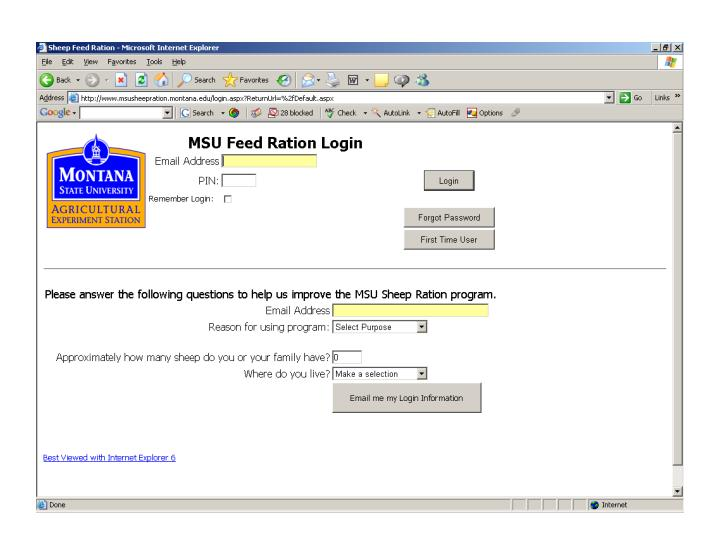 Sheep Feed Ration - Microsoft Internet Explorer
File Edit View Favorites Tools Help
Back Search Favorites
Address http://www.msusheepration.montana.edu/login.aspx?ReturnUrl=%2fDefault.aspx Go Links »
Google Search 28 blocked Check AutoLink AutoFill Options
MSU Feed Ration Login
MONTANA
STATE UNIVERSITY
AGRICULTURAL
EXPERIMENT STATION
Email Address
PIN: Login
Remember Login:
Forgot Password
First Time User
Please answer the following questions to help us improve the MSU Sheep Ration program.
Email Address
Reason for using program: Select Purpose
Approximately how many sheep do you or your family have? 0
Where do you live? Make a selection
Email me my Login Information
Best Viewed with Internet Explorer 6
Done Internet